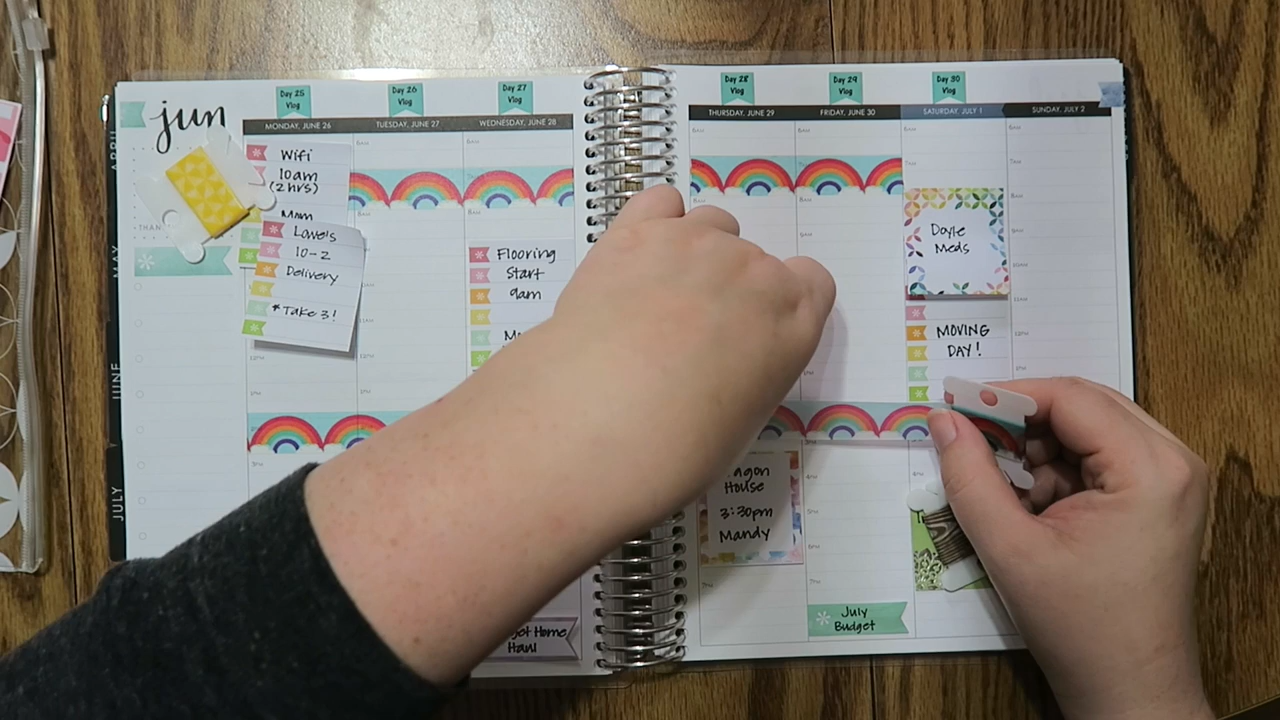 Day 25
Vlog
Day 26
Vlog
Day 27
Vlog
Day 28
Vlog
Day 29
Vlog
Day 30
Vlog
jun
MONDAY, JUNE 26
TUESDAY, JUNE 27
WEDNESDAY, JUNE 28
THURSDAY, JUNE 29
FRIDAY, JUNE 30
SATURDAY, JULY 1
SUNDAY, JULY 2
APRIL
MAY
JUNE
JULY
Wifi
10am
(2 hrs)
Mom
Lowe's
10-2
Delivery
*Take 3!
Flooring
Start
9am
Doyle
Meds
MOVING
DAY!
House
3:30pm
Mandy
July
Budget
Home
Haul